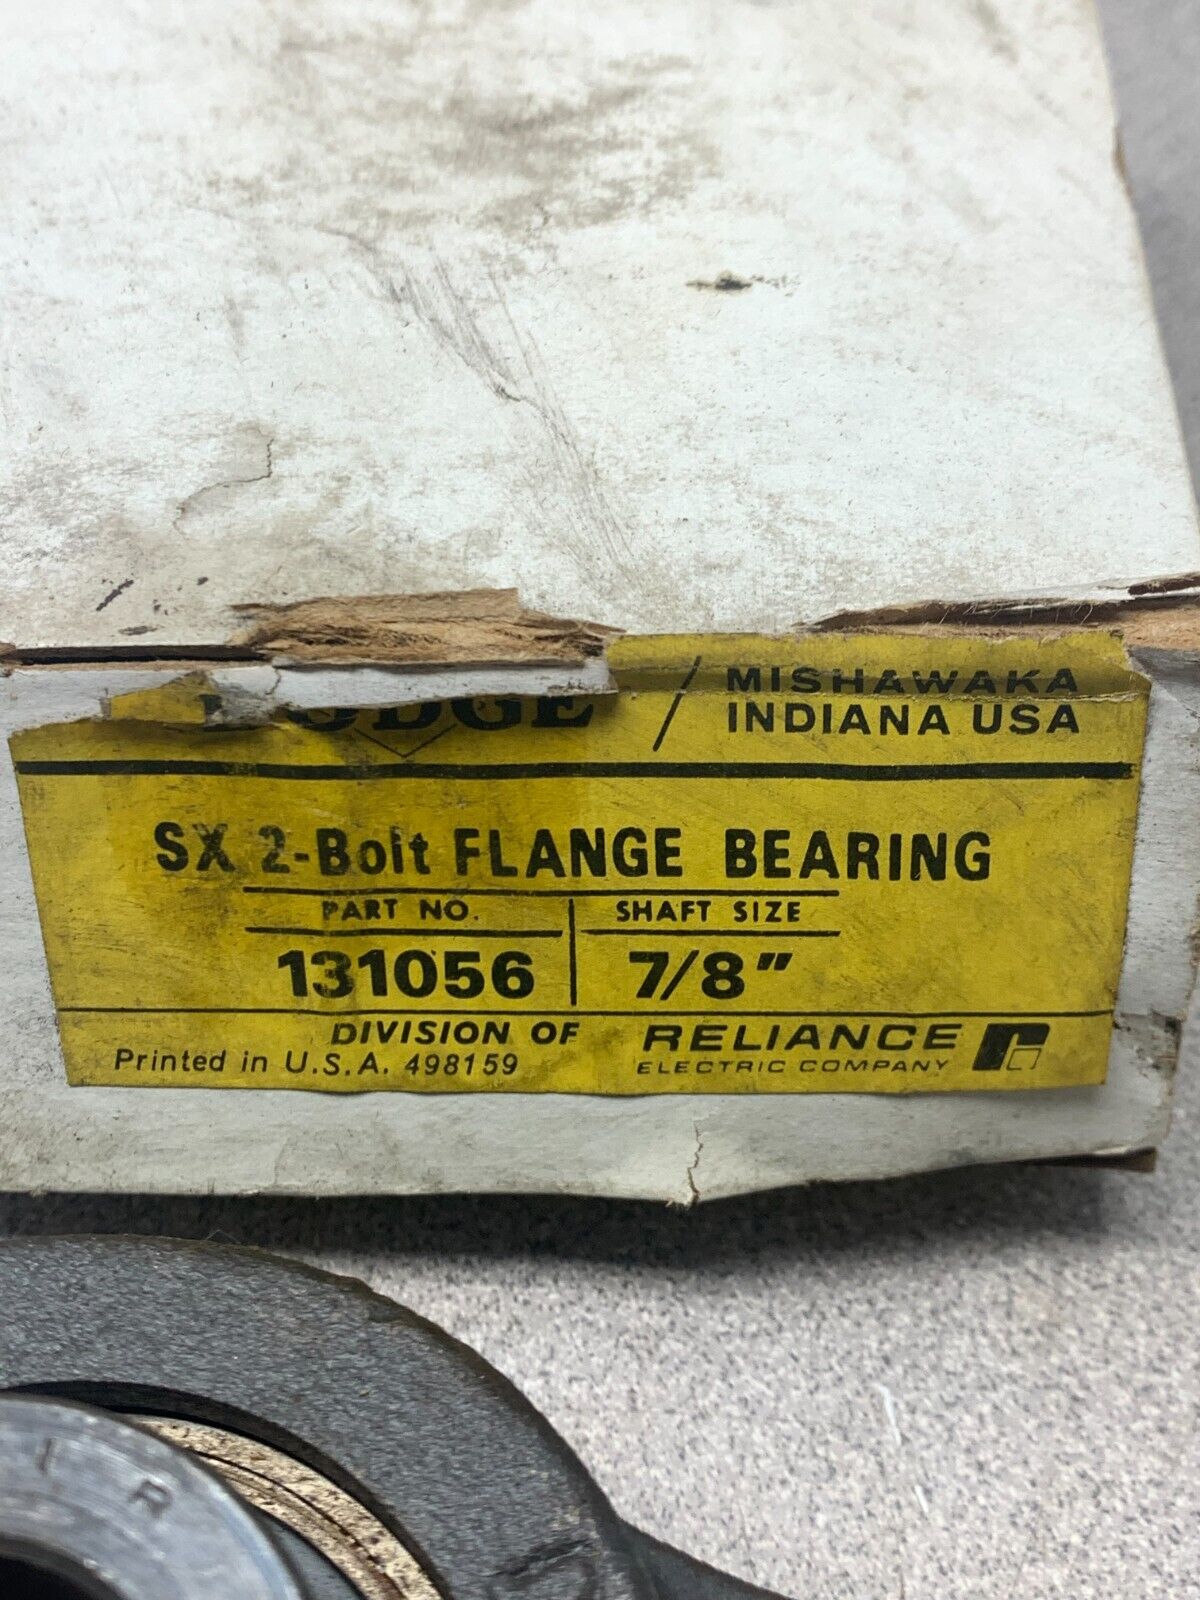 DODGE / MISHAWAKA
INDIANA USA
SX 2-Bolt FLANGE BEARING
PART NO. SHAFT SIZE
131056 7/8"
DIVISION OF RELIANCE
Printed in U.S.A. 498159 ELECTRIC COMPANY
I R